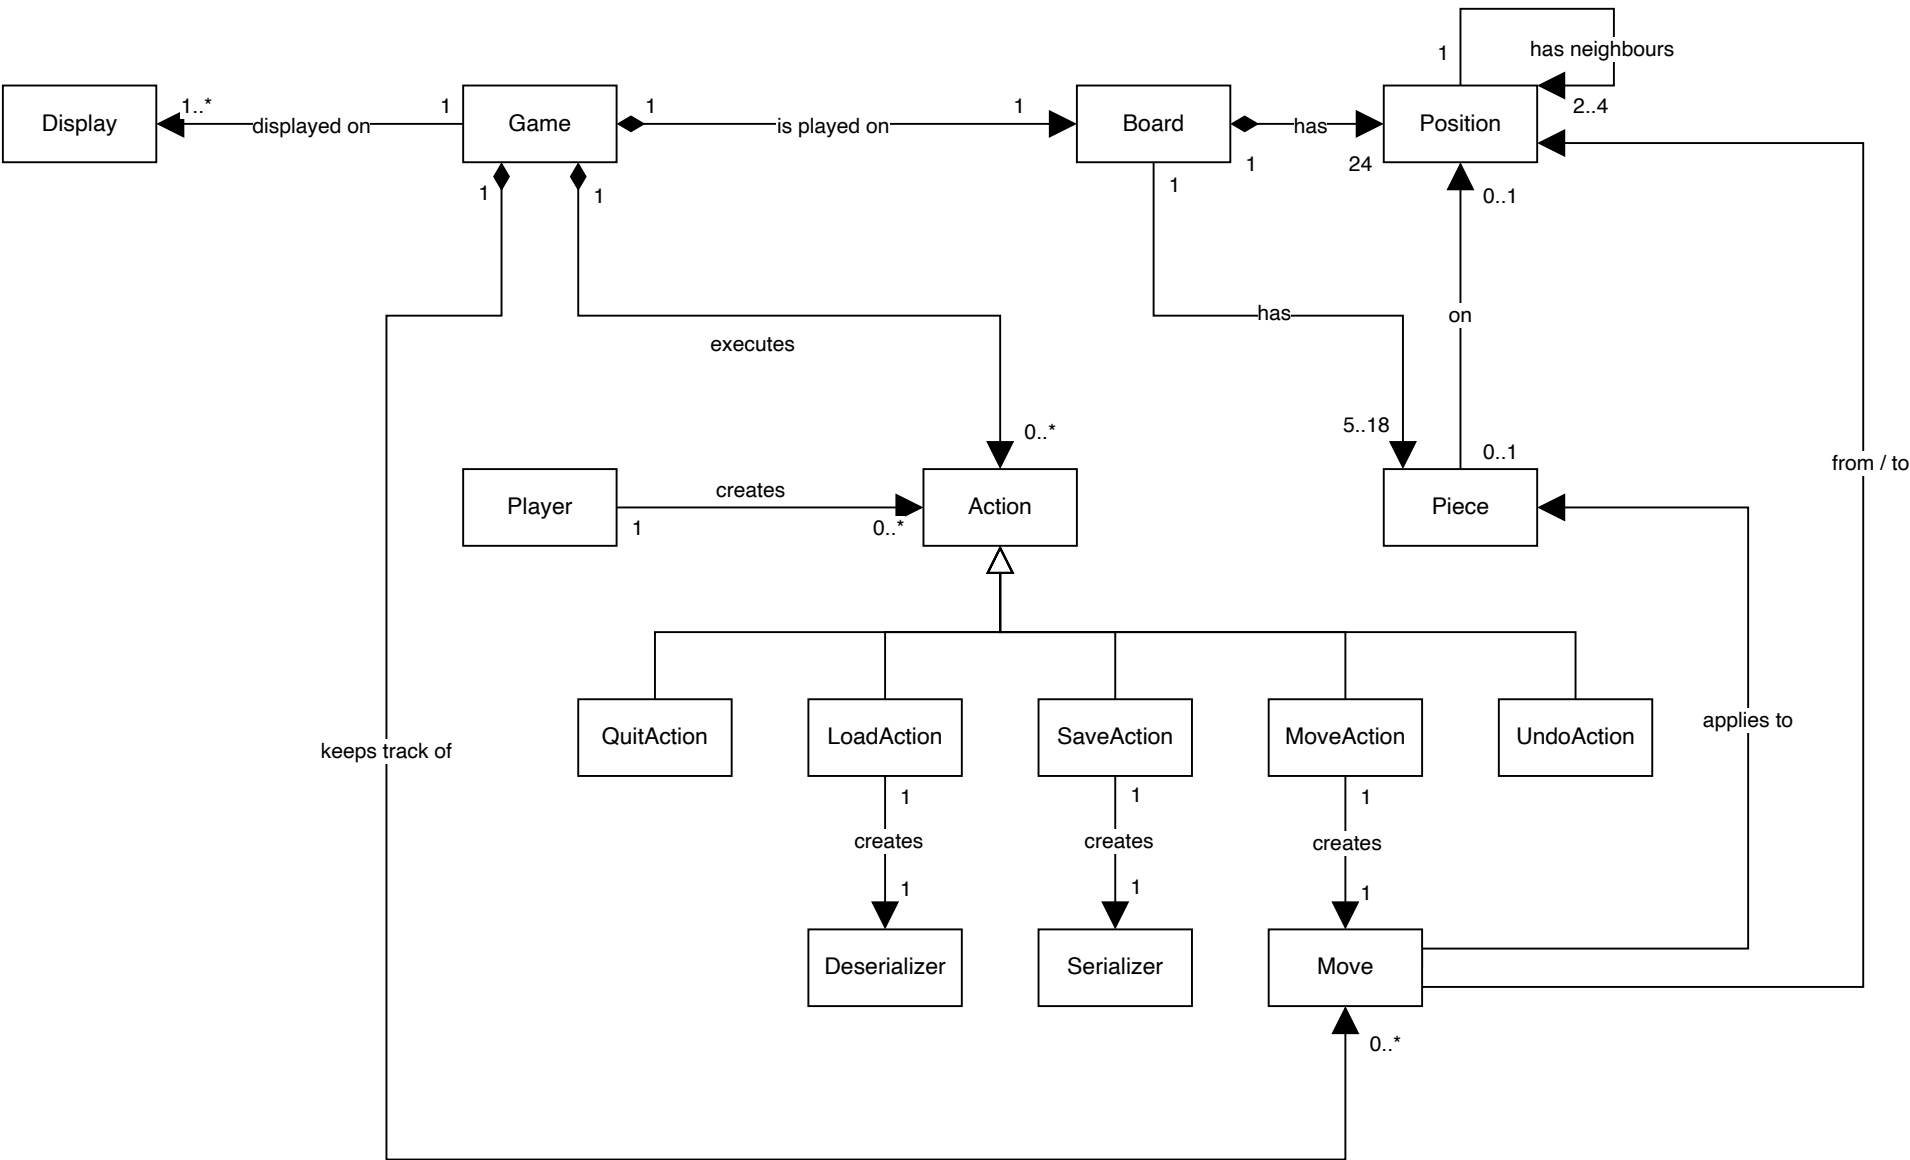 1
has neighbours
1..*
1
1
1
2..4
Display
displayed on
Game
is played on
Board
has
Position
1
24
1
1
1
0..1
has
on
executes
5..18
0..*
0..1
from / to
creates
Player
Action
Piece
1
0..*
applies to
QuitAction
LoadAction
SaveAction
MoveAction
UndoAction
keeps track of
1
1
1
creates
creates
creates
1
1
1
Deserializer
Serializer
Move
0..*